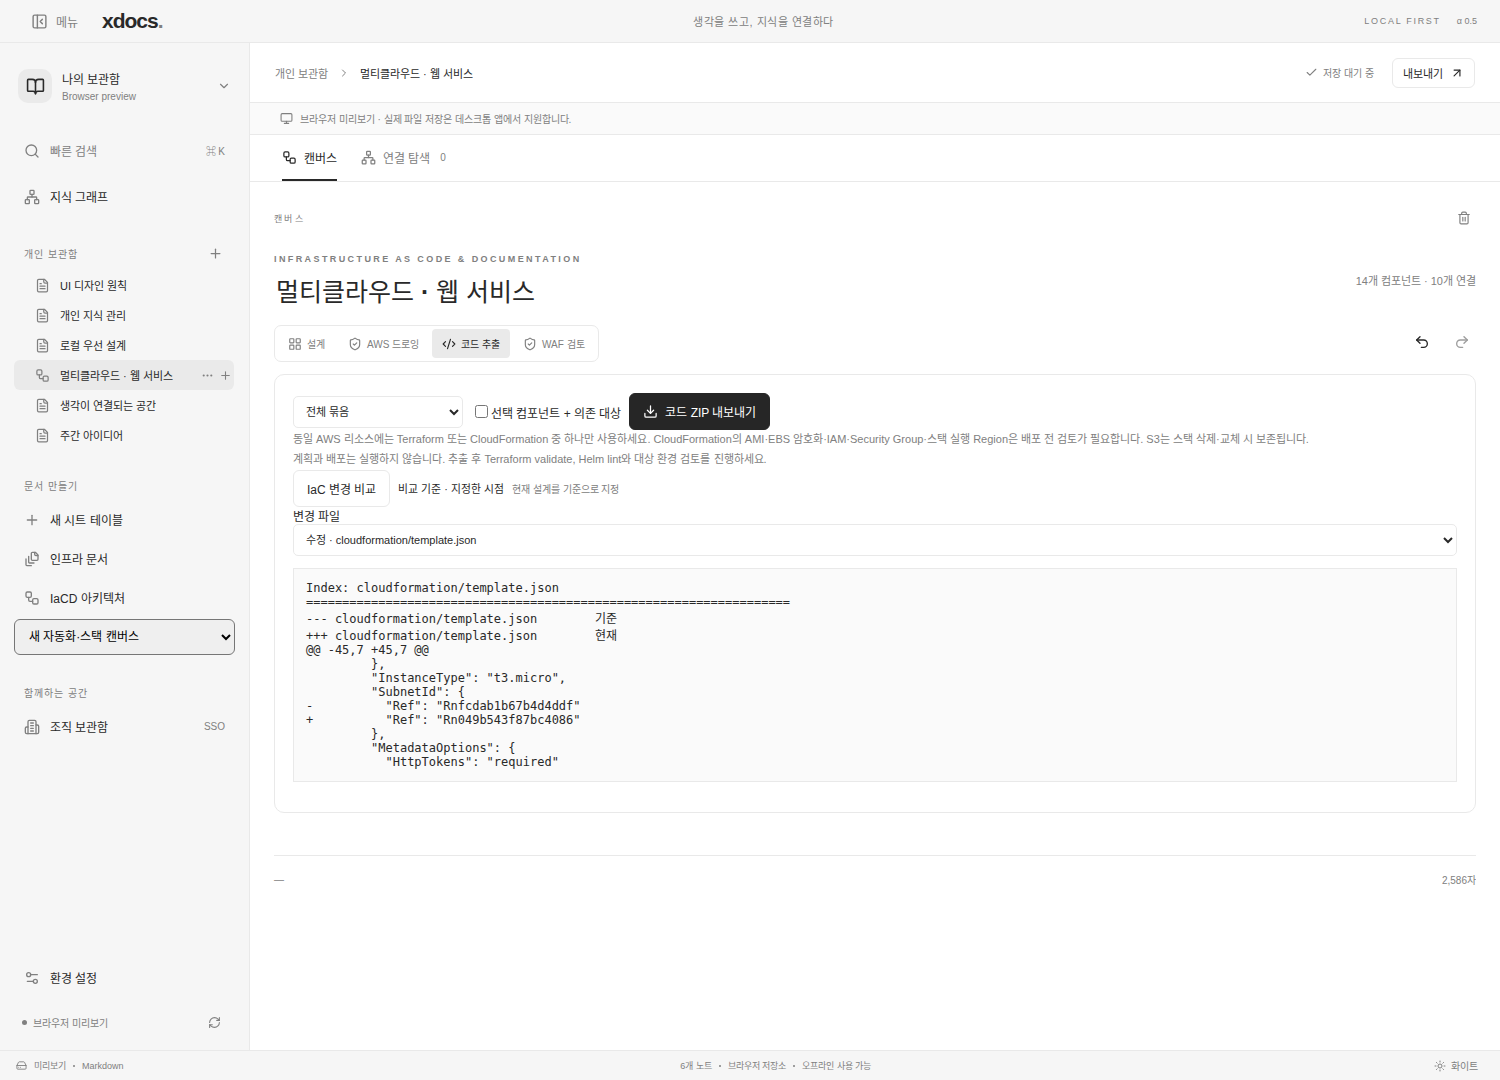 메뉴
xdocs.
생각을 쓰고, 지식을 연결하다
LOCAL FIRST
α 0.5
나의 보관함
Browser preview
빠른 검색
⌘K
지식 그래프
개인 보관함
UI 디자인 원칙
개인 지식 관리
로컬 우선 설계
멀티클라우드 · 웹 서비스
생각이 연결되는 공간
주간 아이디어
문서 만들기
새 시트 테이블
인프라 문서
IaCD 아키텍처
새 자동화·스택 캔버스
함께하는 공간
조직 보관함
SSO
환경 설정
브라우저 미리보기
개인 보관함
멀티클라우드 · 웹 서비스
저장 대기 중
내보내기
브라우저 미리보기 · 실제 파일 저장은 데스크톱 앱에서 지원합니다.
캔버스
연결 탐색 0
캔버스
INFRASTRUCTURE AS CODE & DOCUMENTATION
멀티클라우드 · 웹 서비스
14개 컴포넌트 · 10개 연결
설계
AWS 드로잉
코드 추출
WAF 검토
전체 묶음
선택 컴포넌트 + 의존 대상
코드 ZIP 내보내기
동일 AWS 리소스에는 Terraform 또는 CloudFormation 중 하나만 사용하세요. CloudFormation의 AMI·EBS 암호화·IAM·Security Group·스택 실행 Region은 배포 전 검토가 필요합니다. S3는 스택 삭제·교체 시 보존됩니다.
계획과 배포는 실행하지 않습니다. 추출 후 Terraform validate, Helm lint와 대상 환경 검토를 진행하세요.
IaC 변경 비교
비교 기준 · 지정한 시점
현재 설계를 기준으로 지정
변경 파일
수정 · cloudformation/template.json
Index: cloudformation/template.json
===================================================================
--- cloudformation/template.json 기준
+++ cloudformation/template.json 현재
@@ -45,7 +45,7 @@
},
"InstanceType": "t3.micro",
"SubnetId": {
- "Ref": "Rnfcdab1b67b4d4ddf"
+ "Ref": "Rn049b543f87bc4086"
},
"MetadataOptions": {
"HttpTokens": "required"
—
2,586자
미리보기 · Markdown
6개 노트 · 브라우저 저장소 · 오프라인 사용 가능
화이트